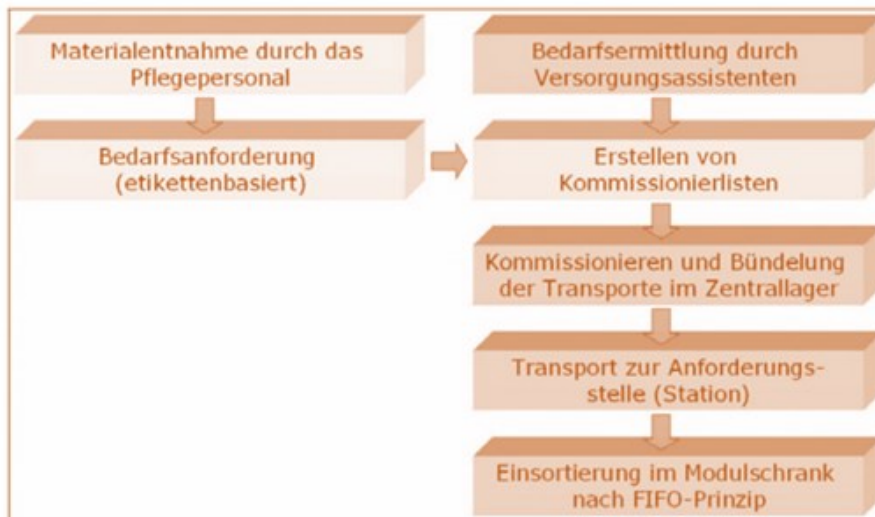 Materialentnahme durch das
Pflegepersonal
Bedarfsanforderung
(etikettenbasiert)
Bedarfsermittlung durch
Versorgungsassistenten
Erstellen von
Kommissionierlisten
Kommissionieren und Bündelung
der Transporte im Zentrallager
Transport zur Anforderungs-
stelle (Station)
Einsortierung im Modulschrank
nach FIFO-Prinzip